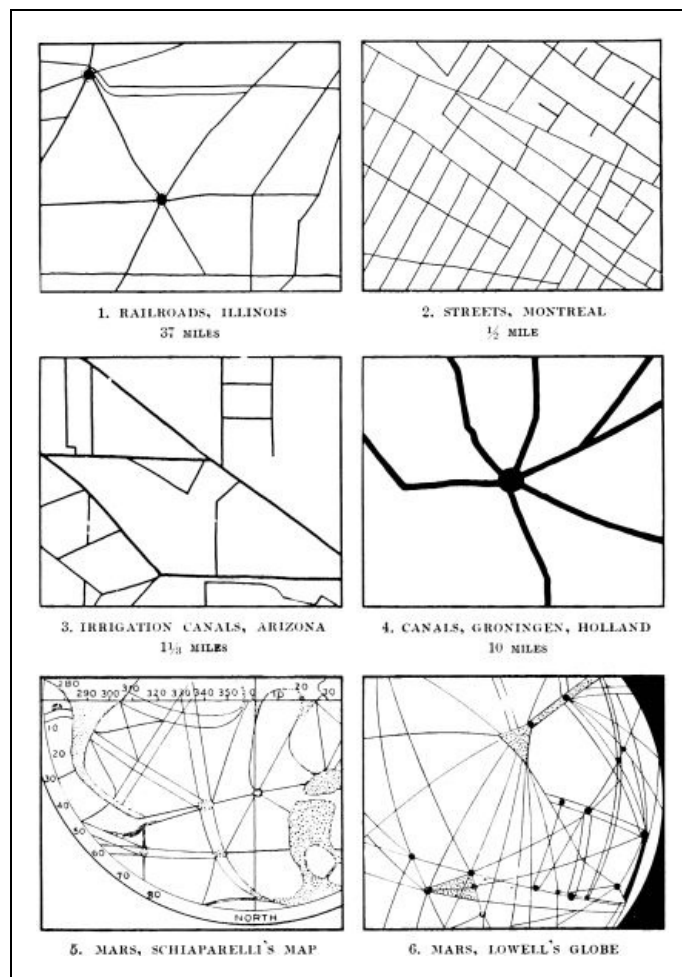 1. RAILROADS, ILLINOIS
37 MILES
2. STREETS, MONTREAL
½ MILE
3. IRRIGATION CANALS, ARIZONA
1⅓ MILES
4. CANALS, GRONINGEN, HOLLAND
10 MILES
280
290 300 310 320 330 340 350 0 10 20 30
10
20
30
40
50
60
70
80
NORTH
5. MARS, SCHIAPARELLI'S MAP
6. MARS, LOWELL'S GLOBE